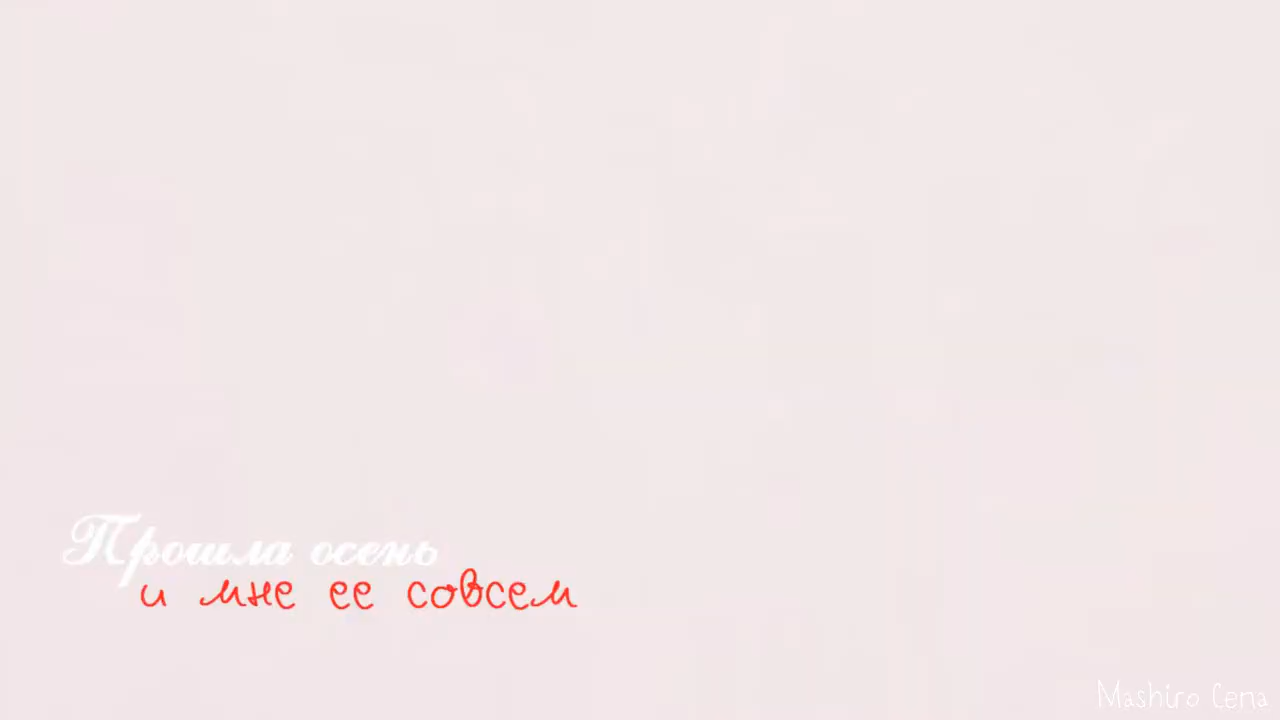 Прошла осень
и мне ее совсем
Mashiro Cena